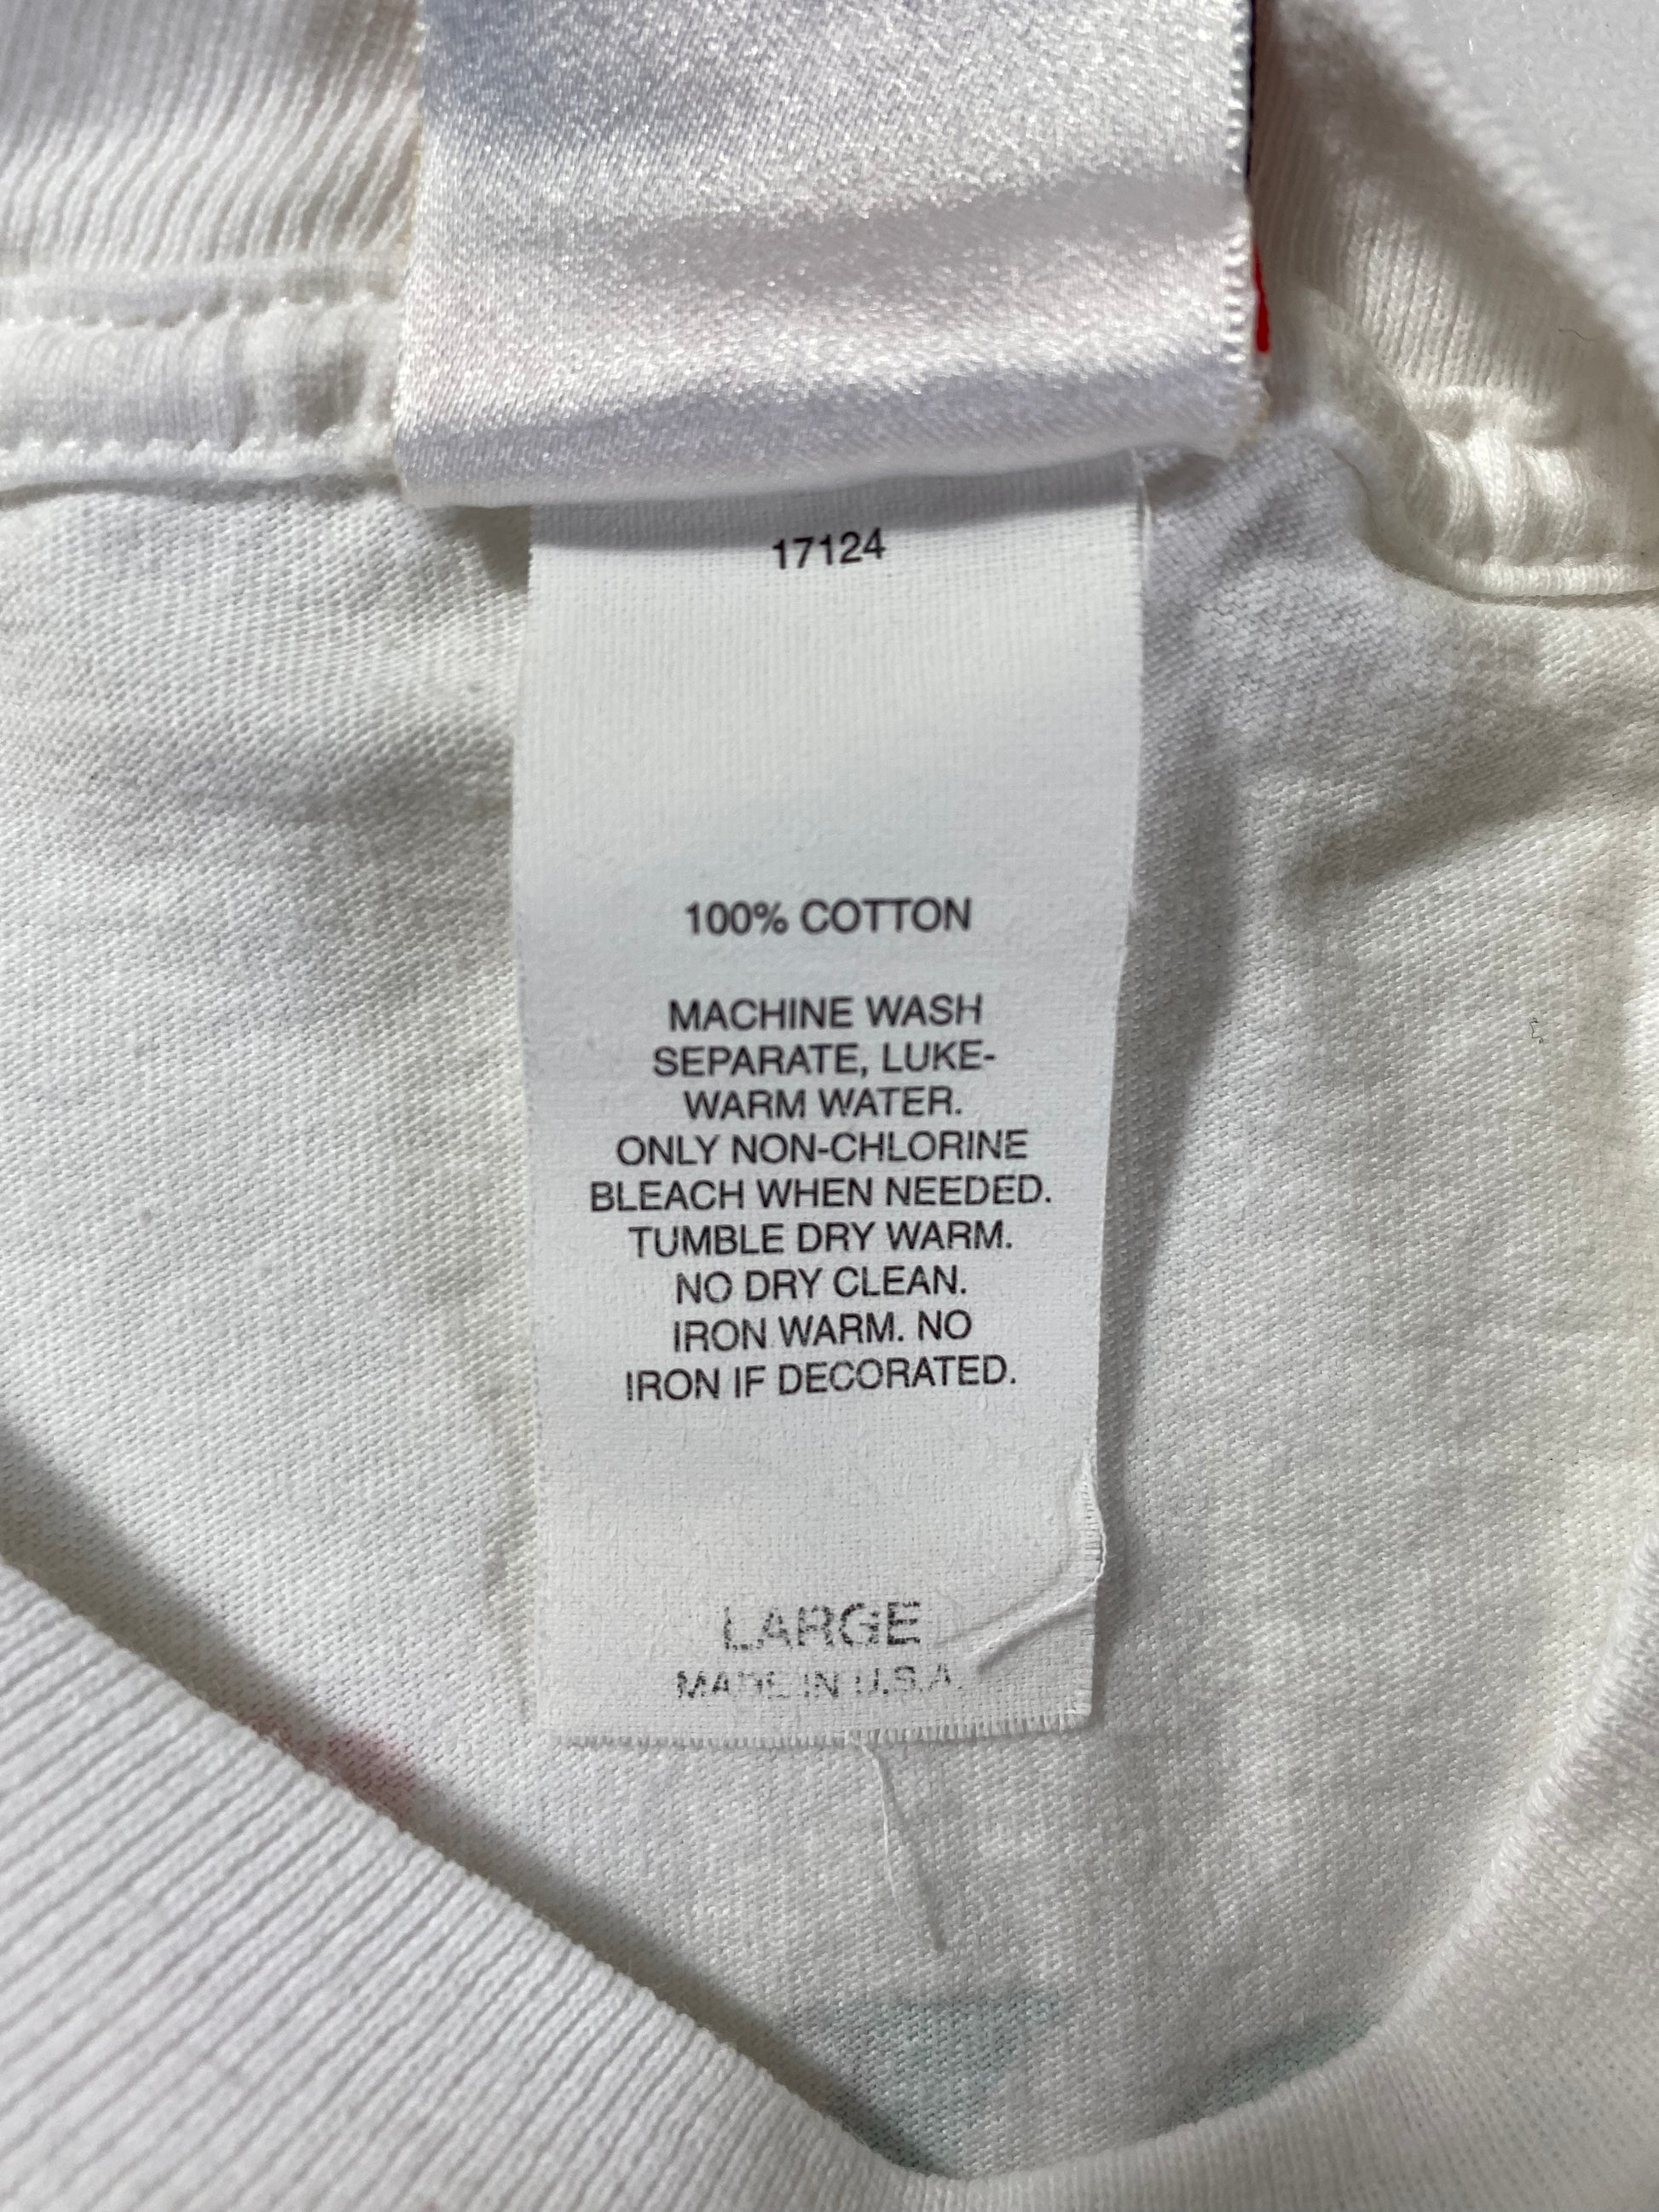 17124
100% COTTON
MACHINE WASH
SEPARATE, LUKE-
WARM WATER.
ONLY NON-CHLORINE
BLEACH WHEN NEEDED.
TUMBLE DRY WARM.
NO DRY CLEAN.
IRON WARM. NO
IRON IF DECORATED.
LARGE
MADE IN U.S.A.